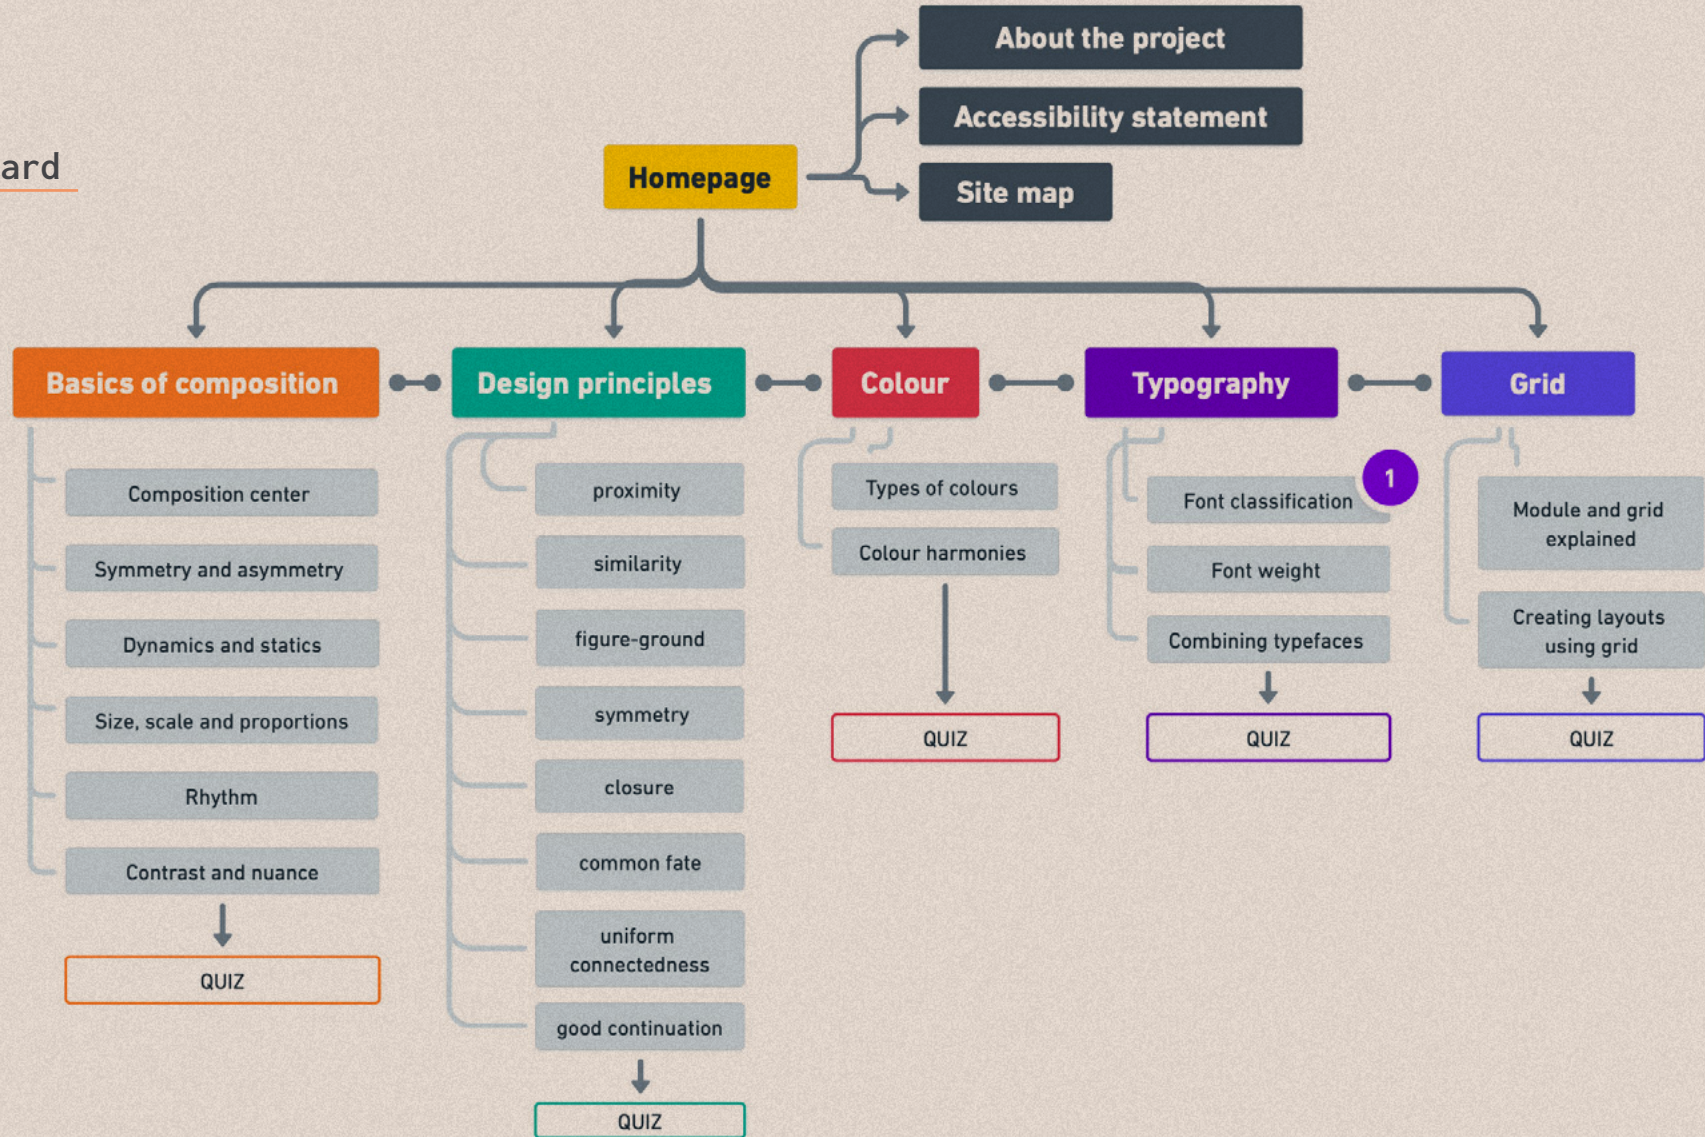 About the project
Accessibility statement
ard
Homepage
Site map
Basics of composition
Design principles
Colour
Typography
Grid
Composition center
Symmetry and asymmetry
Dynamics and statics
Size, scale and proportions
Rhythm
Contrast and nuance
QUIZ
proximity
similarity
figure-ground
symmetry
closure
common fate
uniform
connectedness
good continuation
QUIZ
Types of colours
Colour harmonies
QUIZ
Font classification
1
Font weight
Combining typefaces
QUIZ
Module and grid
explained
Creating layouts
using grid
QUIZ